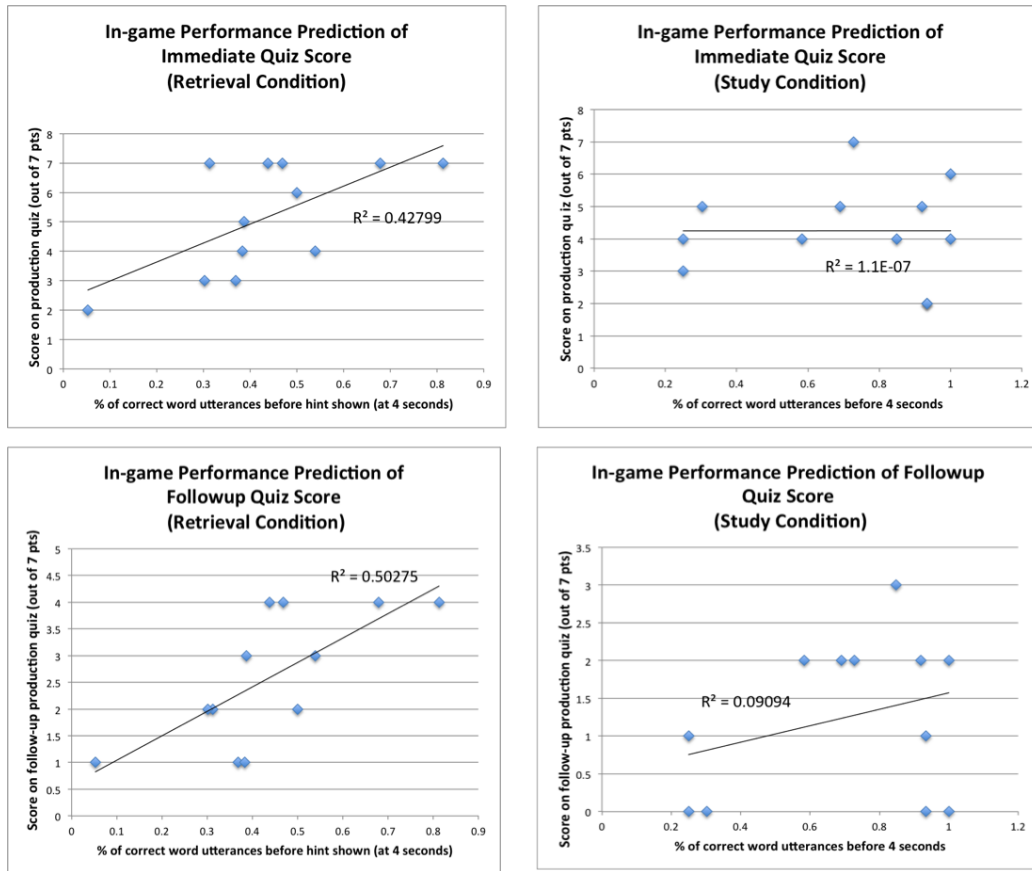 In-game Performance Prediction of
Immediate Quiz Score
(Retrieval Condition)
Score on production quiz (out of 7 pts)
8
7
6
5
4
3
2
1
0
R² = 0.42799
0 0.1 0.2 0.3 0.4 0.5 0.6 0.7 0.8 0.9
% of correct word utterances before hint shown (at 4 seconds)
In-game Performance Prediction of
Immediate Quiz Score
(Study Condition)
Score on production quiz (out of 7 pts)
8
7
6
5
4
3
2
1
0
R² = 1.1E-07
0 0.2 0.4 0.6 0.8 1 1.2
% of correct word utterances before 4 seconds
In-game Performance Prediction of
Followup Quiz Score
(Retrieval Condition)
Score on follow-up production quiz (out of 7 pts)
5
4.5
4
3.5
3
2.5
2
1.5
1
0.5
0
R² = 0.50275
0 0.1 0.2 0.3 0.4 0.5 0.6 0.7 0.8 0.9
% of correct word utterances before hint shown (at 4 seconds)
In-game Performance Prediction of Followup
Quiz Score
(Study Condition)
Score on follow-up production quiz (out of 7 pts)
3.5
3
2.5
2
1.5
1
0.5
0
R² = 0.09094
0 0.2 0.4 0.6 0.8 1 1.2
% of correct word utterances before 4 seconds